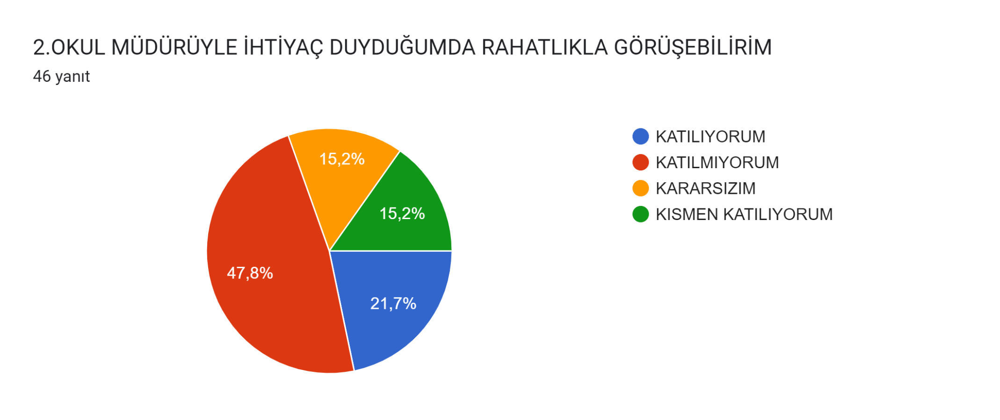 2.OKUL MÜDÜRÜYLE İHTİYAÇ DUYDUĞUMDA RAHATLIKLA GÖRÜŞEBİLİRİM
46 yanıt
KATILIYORUM
KATILMIYORUM
KARARSIZIM
KISMEN KATILIYORUM
15,2%
15,2%
47,8%
21,7%